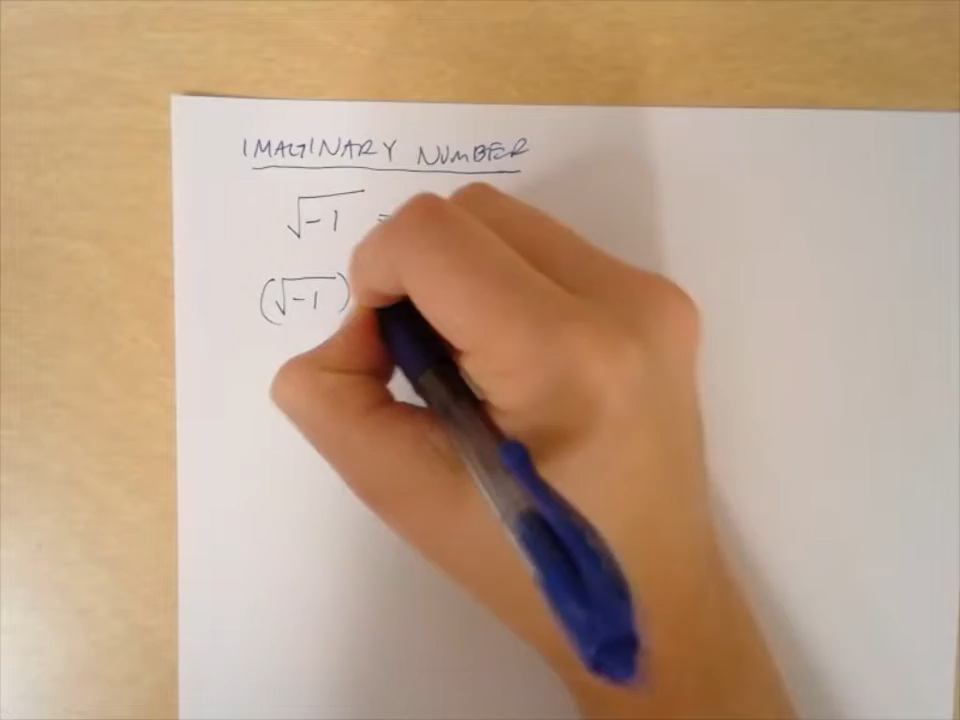 IMAGINARY NUMBER
√-1 =
(√-1)